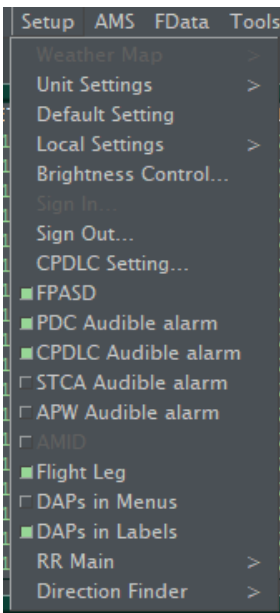 Setup AMS FData Tools
Weather Map >
Unit Settings >
Default Setting
Local Settings >
Brightness Control...
Sign In...
Sign Out...
CPDLC Setting...
FPASD
PDC Audible alarm
CPDLC Audible alarm
STCA Audible alarm
APW Audible alarm
AMID
Flight Leg
DAPs in Menus
DAPs in Labels
RR Main >
Direction Finder >